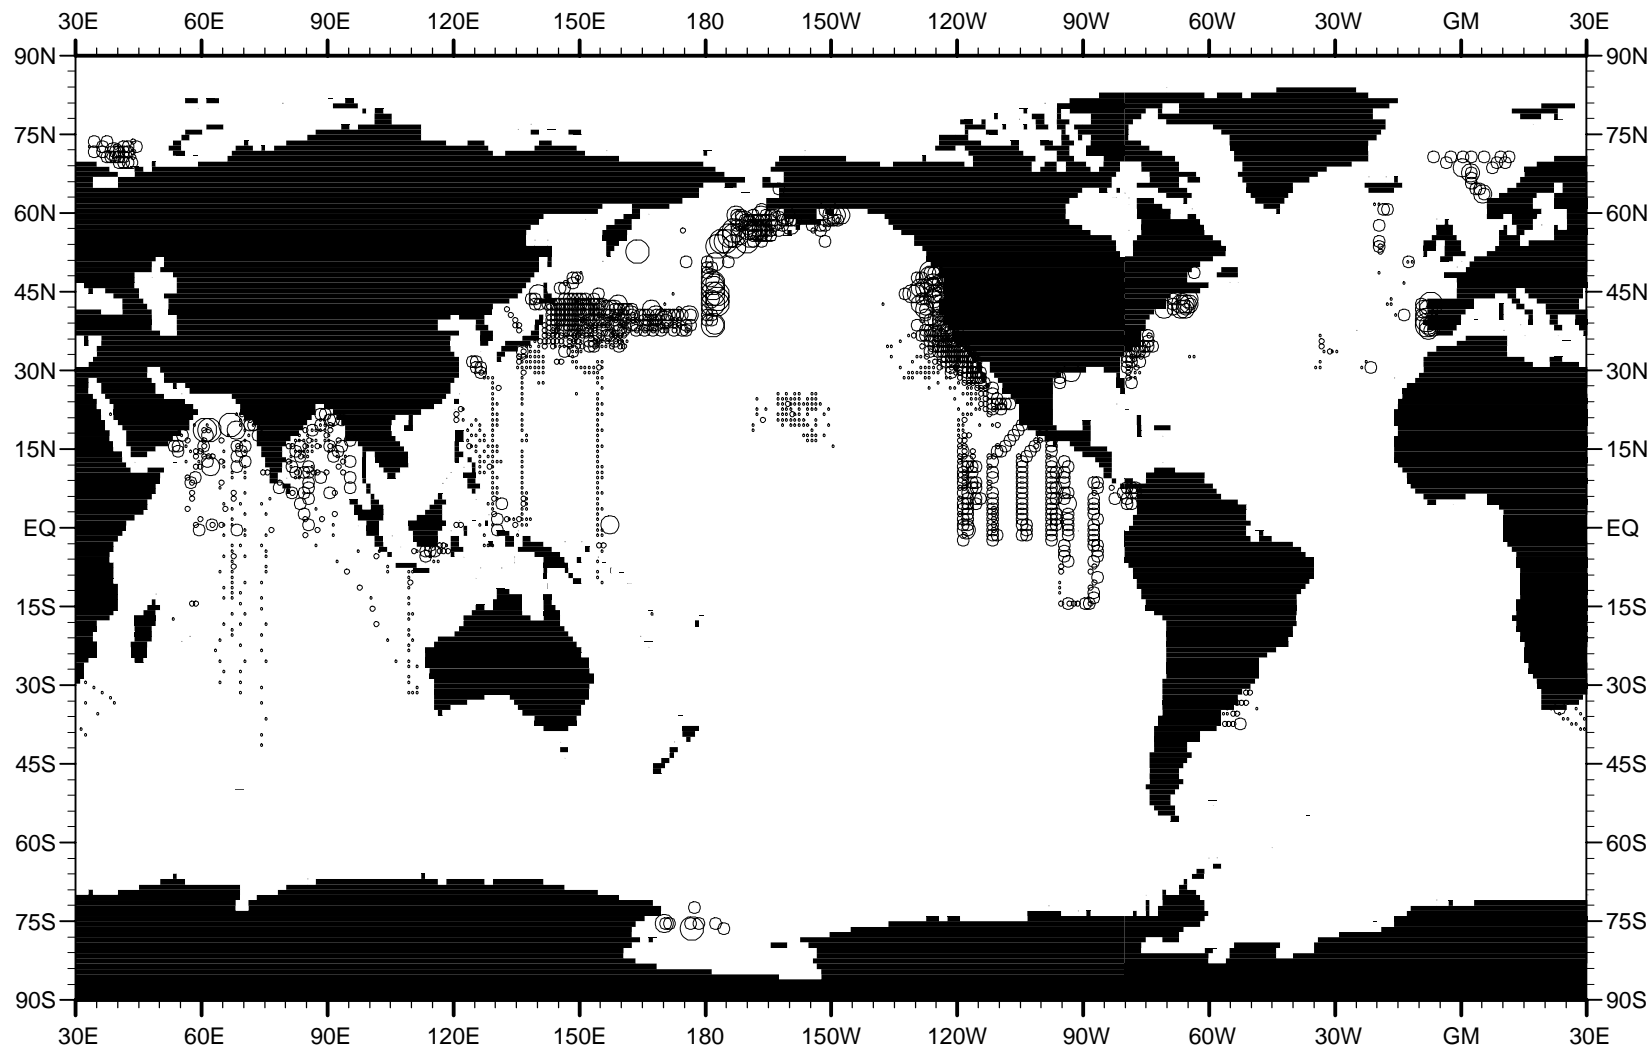 30E 60E 90E 120E 150E 180 150W 120W 90W 60W 30W GM 30E
90N 90N
75N 75N
60N 60N
45N 45N
30N 30N
15N 15N
EQ EQ
15S 15S
30S 30S
45S 45S
60S 60S
75S 75S
90S 90S
30E 60E 90E 120E 150E 180 150W 120W 90W 60W 30W GM 30E